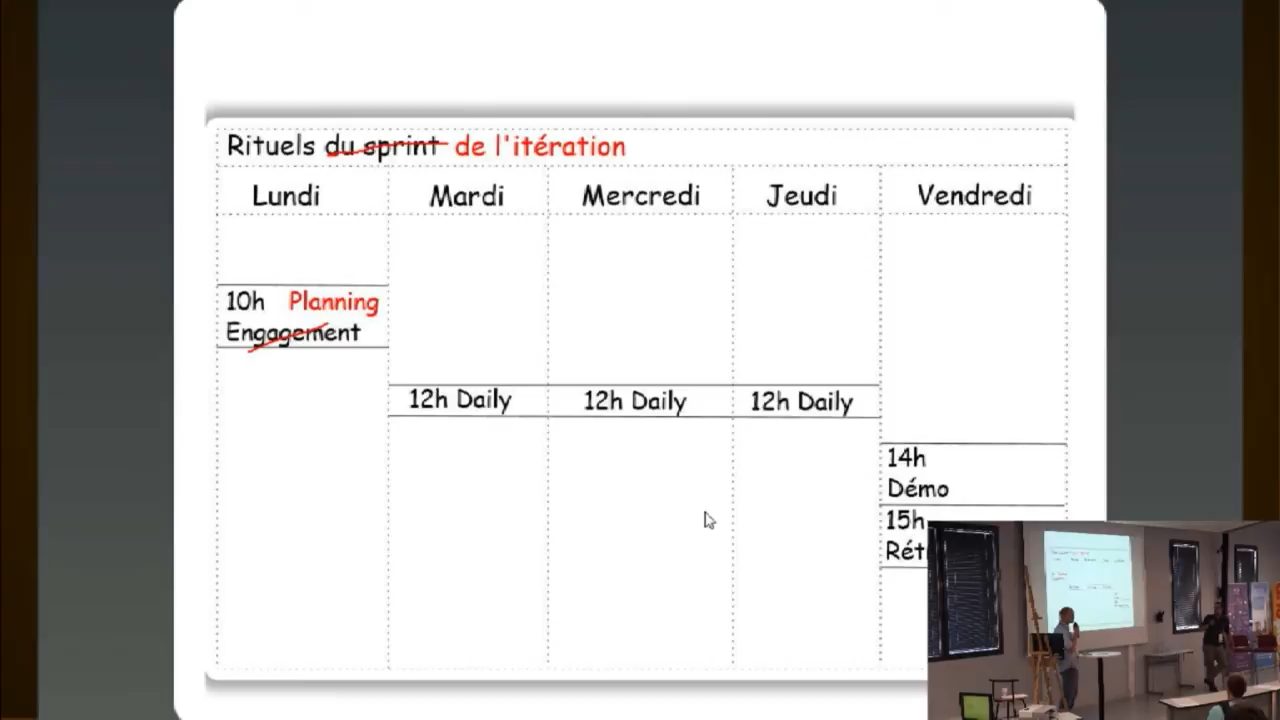 Rituels du sprint de l'itération
Lundi Mardi Mercredi Jeudi Vendredi
10h Planning
Engagement
12h Daily 12h Daily 12h Daily
14h
Démo
15h